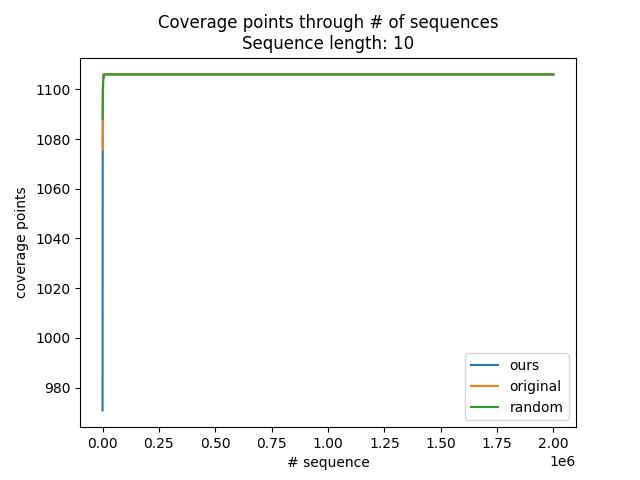 Coverage points through # of sequences
Sequence length: 10
coverage points
1100
1080
1060
1040
1020
1000
980
0.00 0.25 0.50 0.75 1.00 1.25 1.50 1.75 2.00
1e6
# sequence
ours
original
random